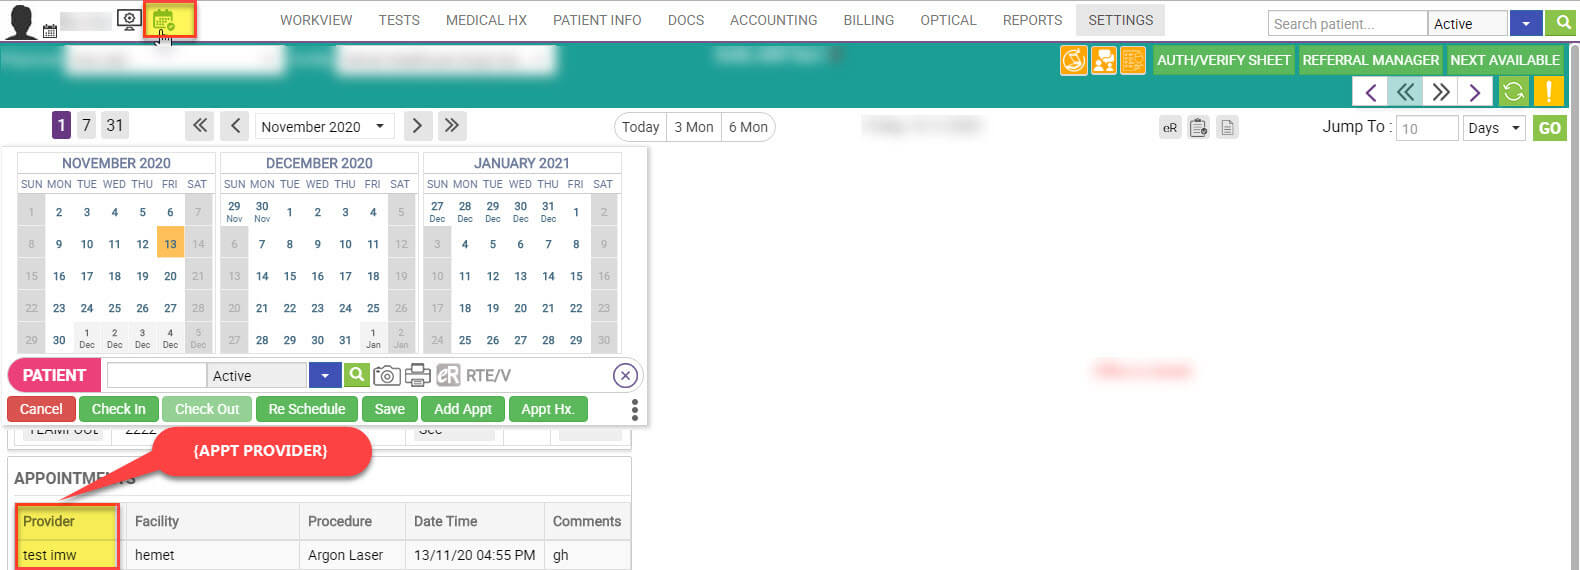 WORKVIEW TESTS MEDICAL HX PATIENT INFO DOCS ACCOUNTING BILLING OPTICAL REPORTS SETTINGS Search patient... Active
AUTH/VERIFY SHEET REFERRAL MANAGER NEXT AVAILABLE
1 7 31 November 2020 Today 3 Mon 6 Mon eR Jump To : 10 Days GO
NOVEMBER 2020 DECEMBER 2020 JANUARY 2021
SUN MON TUE WED THU FRI SAT SUN MON TUE WED THU FRI SAT SUN MON TUE WED THU FRI SAT
1 2 3 4 5 6 7 29 Nov 30 Nov 1 2 3 4 5 27 Dec 28 Dec 29 Dec 30 Dec 31 Dec 1 2
8 9 10 11 12 13 14 6 7 8 9 10 11 12 3 4 5 6 7 8 9
15 16 17 18 19 20 21 13 14 15 16 17 18 19 10 11 12 13 14 15 16
22 23 24 25 26 27 28 20 21 22 23 24 25 26 17 18 19 20 21 22 23
29 30 1 Dec 2 Dec 3 Dec 4 Dec 5 Dec 27 28 29 30 31 1 Jan 2 Jan 24 25 26 27 28 29 30
PATIENT Active eR RTE/V
Cancel Check In Check Out Re Schedule Save Add Appt Appt Hx.
2222 Sec
{APPT PROVIDER}
APPOINTMENTS
Provider Facility Procedure Date Time Comments
test imw hemet Argon Laser 13/11/20 04:55 PM gh